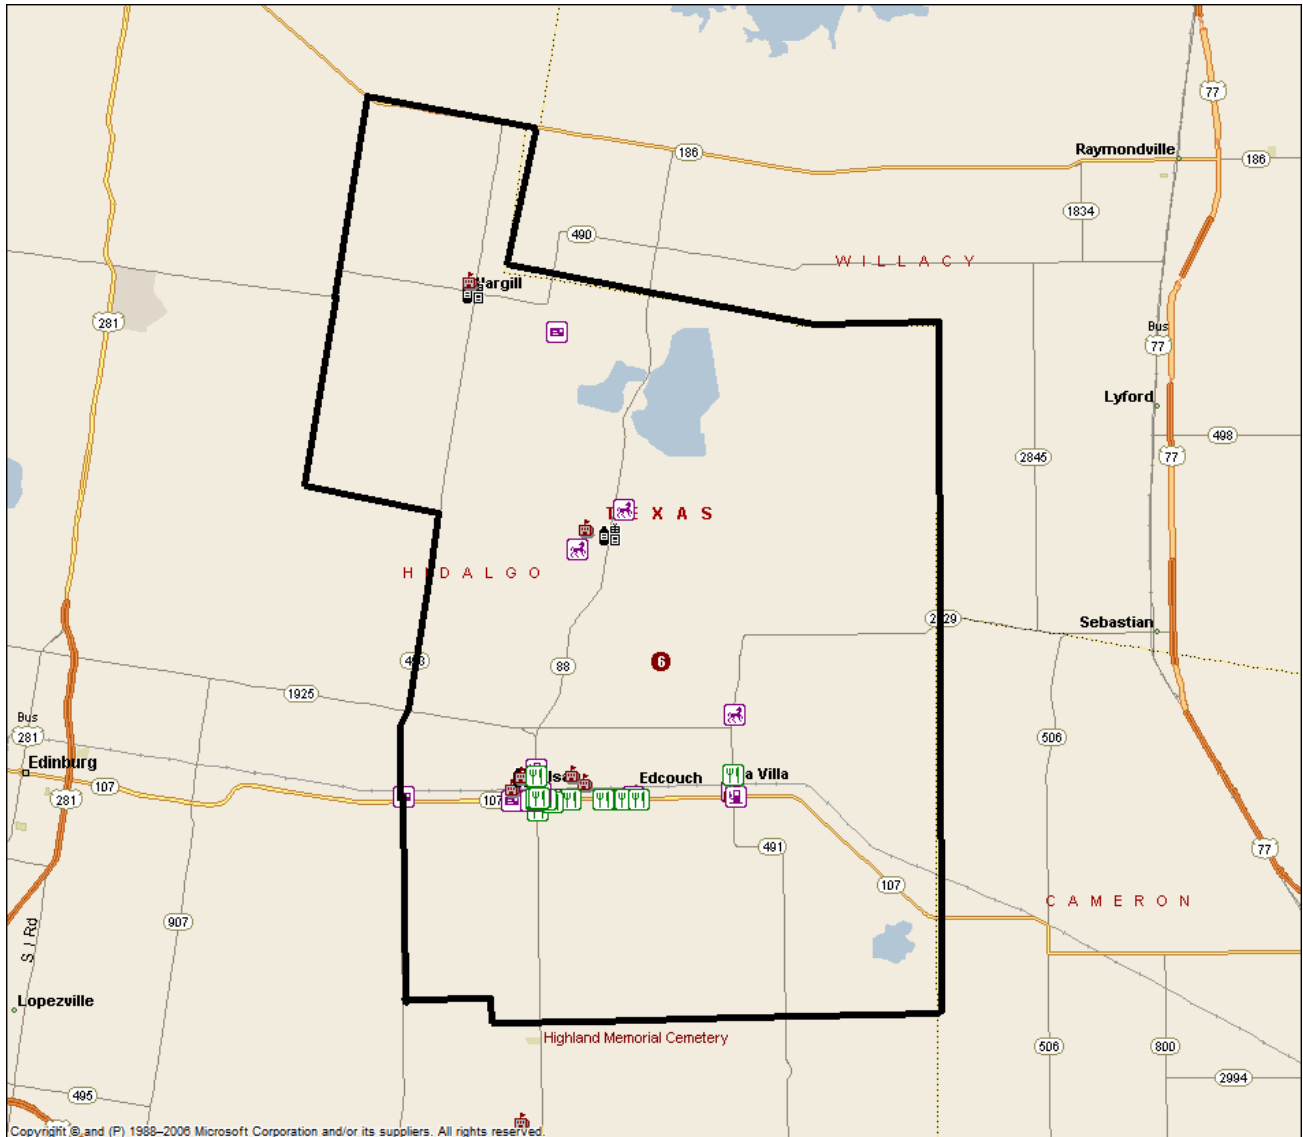 77
186
Raymondville
186
1834
490
WILLACY
argill
281
Bus
77
Lyford
498
2845
77
TEXAS
HIDALGO
Sebastian
6
88
1925
Bus
281
506
Edinburg
Edcouch
a Villa
107
281
107
491
77
107
CAMERON
907
Lopezville
Highland Memorial Cemetery
506
800
2994
495
Copyright © and (P) 1988–2006 Microsoft Corporation and/or its suppliers. All rights reserved.